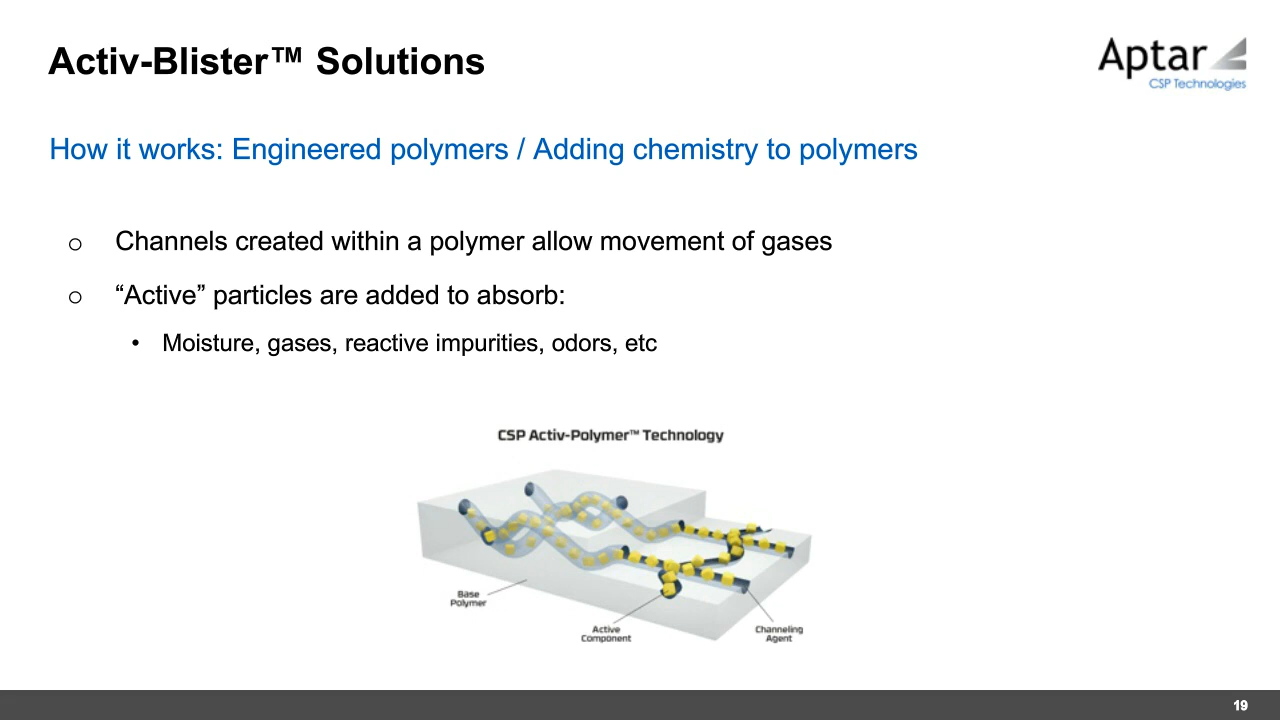 Activ-Blister™ Solutions
Aptar
CSP Technologies
How it works: Engineered polymers / Adding chemistry to polymers
○ Channels created within a polymer allow movement of gases
○ “Active” particles are added to absorb:
• Moisture, gases, reactive impurities, odors, etc
CSP Activ-Polymer™ Technology
Base
Polymer
Active
Component
Channeling
Agent
19